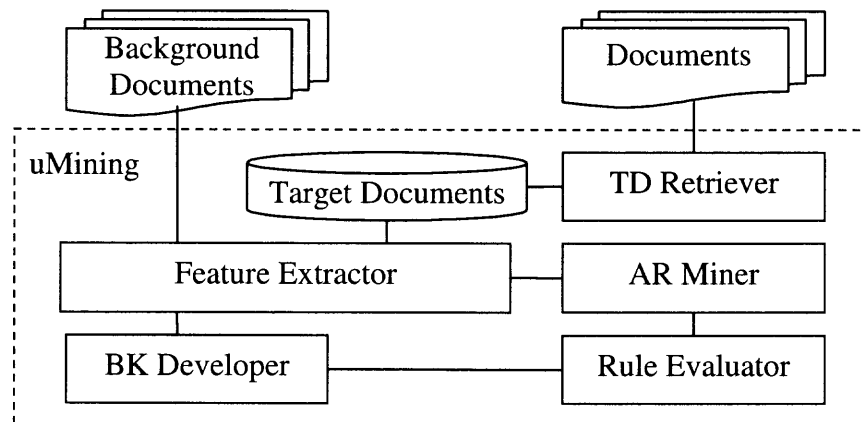 Background
Documents
Documents
uMining
Target Documents
TD Retriever
Feature Extractor
AR Miner
BK Developer
Rule Evaluator